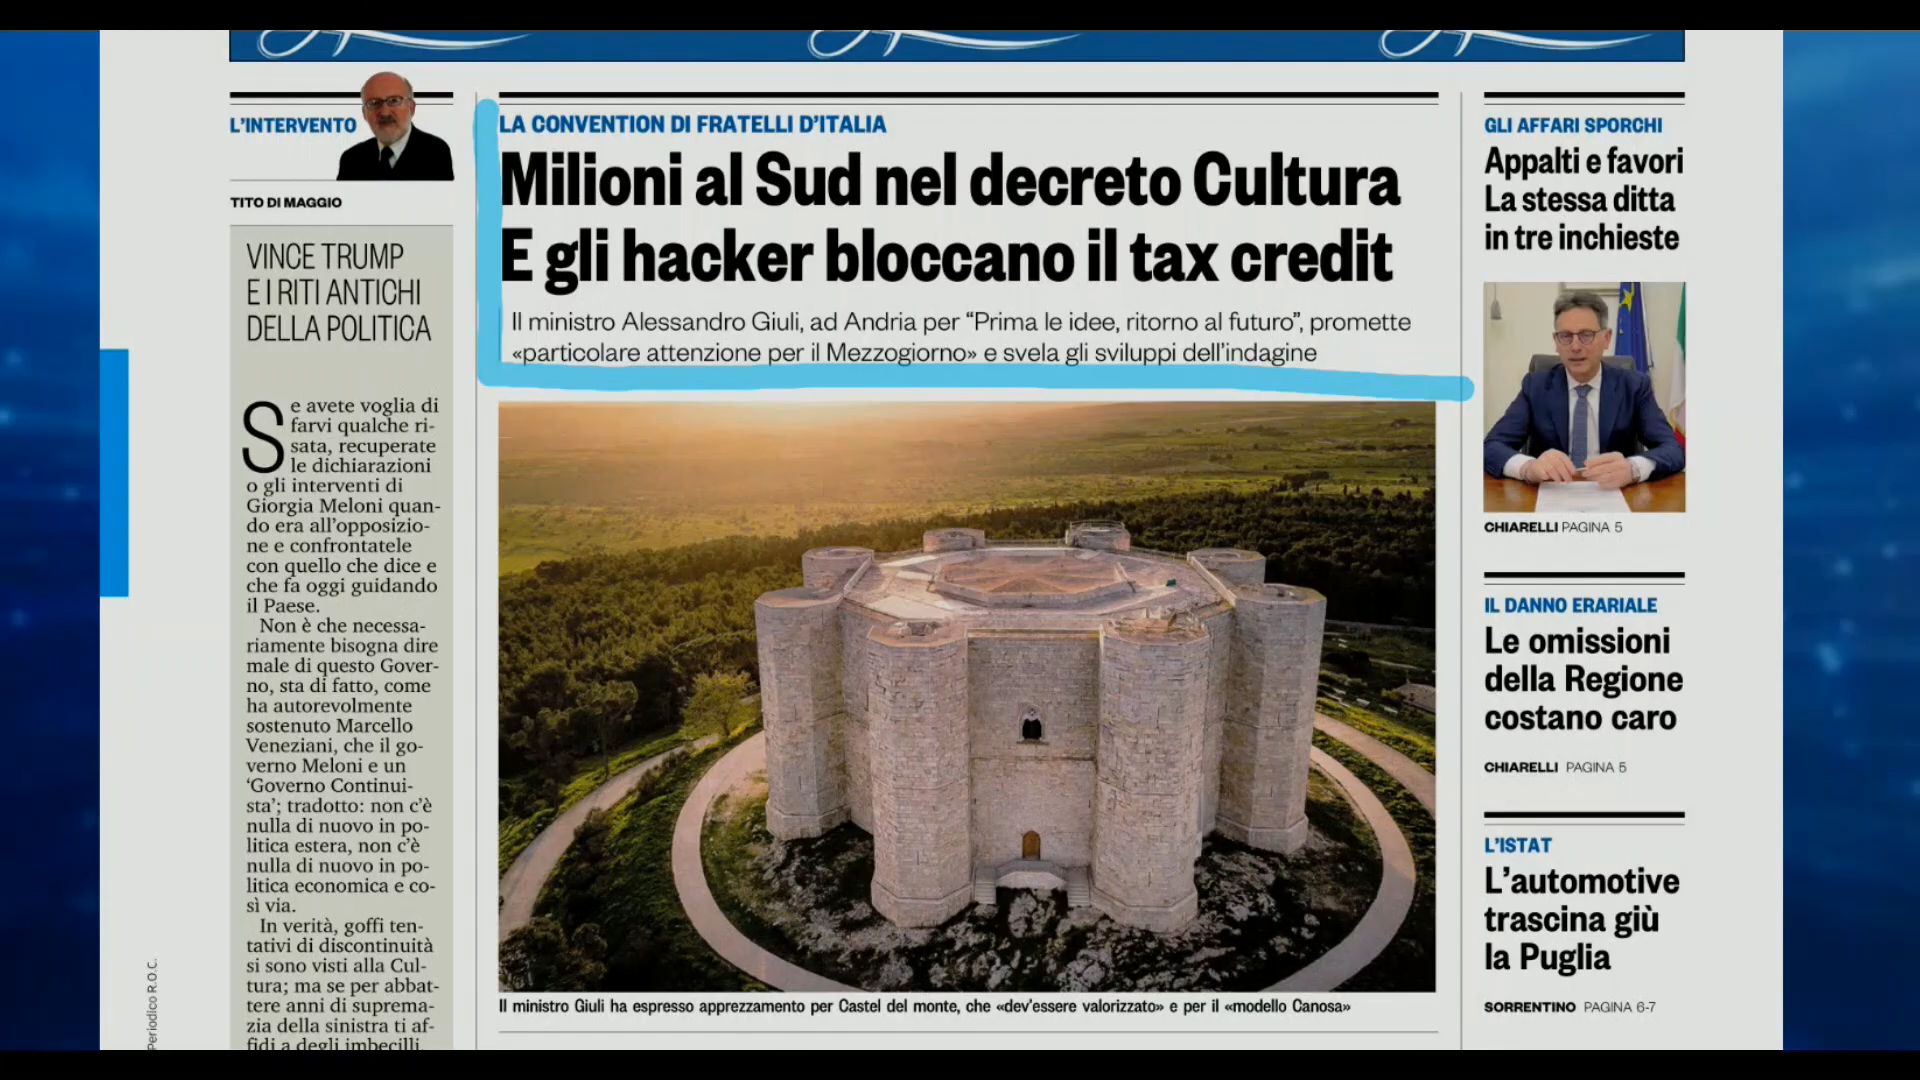 L'INTERVENTO
TITO DI MAGGIO
VINCE TRUMP
E I RITI ANTICHI
DELLA POLITICA
Se avete voglia di
farvi qualche ri-
sata, recuperate
le dichiarazioni
o gli interventi di
Giorgia Meloni quan-
do era all'opposizio-
ne e confrontatele
con quello che dice e
che fa oggi guidando
il Paese.
Non è che necessa-
riamente bisogna dire
male di questo Gover-
no, sta di fatto, come
ha autorevolmente
sostenuto Marcello
Veneziani, che il go-
verno Meloni e un
‘Governo Continui-
sta’; tradotto: non c'è
nulla di nuovo in po-
litica estera, non c'è
nulla di nuovo in po-
litica economica e co-
sì via.
In verità, goffi ten-
tativi di discontinuità
si sono visti alla Cul-
tura; ma se per abbat-
tere anni di suprema-
zia della sinistra ti af-
fidi a degli imbecilli,
LA CONVENTION DI FRATELLI D'ITALIA
Milioni al Sud nel decreto Cultura
E gli hacker bloccano il tax credit
Il ministro Alessandro Giuli, ad Andria per “Prima le idee, ritorno al futuro”, promette
«particolare attenzione per il Mezzogiorno» e svela gli sviluppi dell'indagine
Il ministro Giuli ha espresso apprezzamento per Castel del monte, che «dev'essere valorizzato» e per il «modello Canosa»
GLI AFFARI SPORCHI
Appalti e favori
La stessa ditta
in tre inchieste
CHIARELLI PAGINA 5
IL DANNO ERARIALE
Le omissioni
della Regione
costano caro
CHIARELLI PAGINA 5
L'ISTAT
L'automotive
trascina giù
la Puglia
SORRENTINO PAGINA 6-7
Periodico R.O.C.